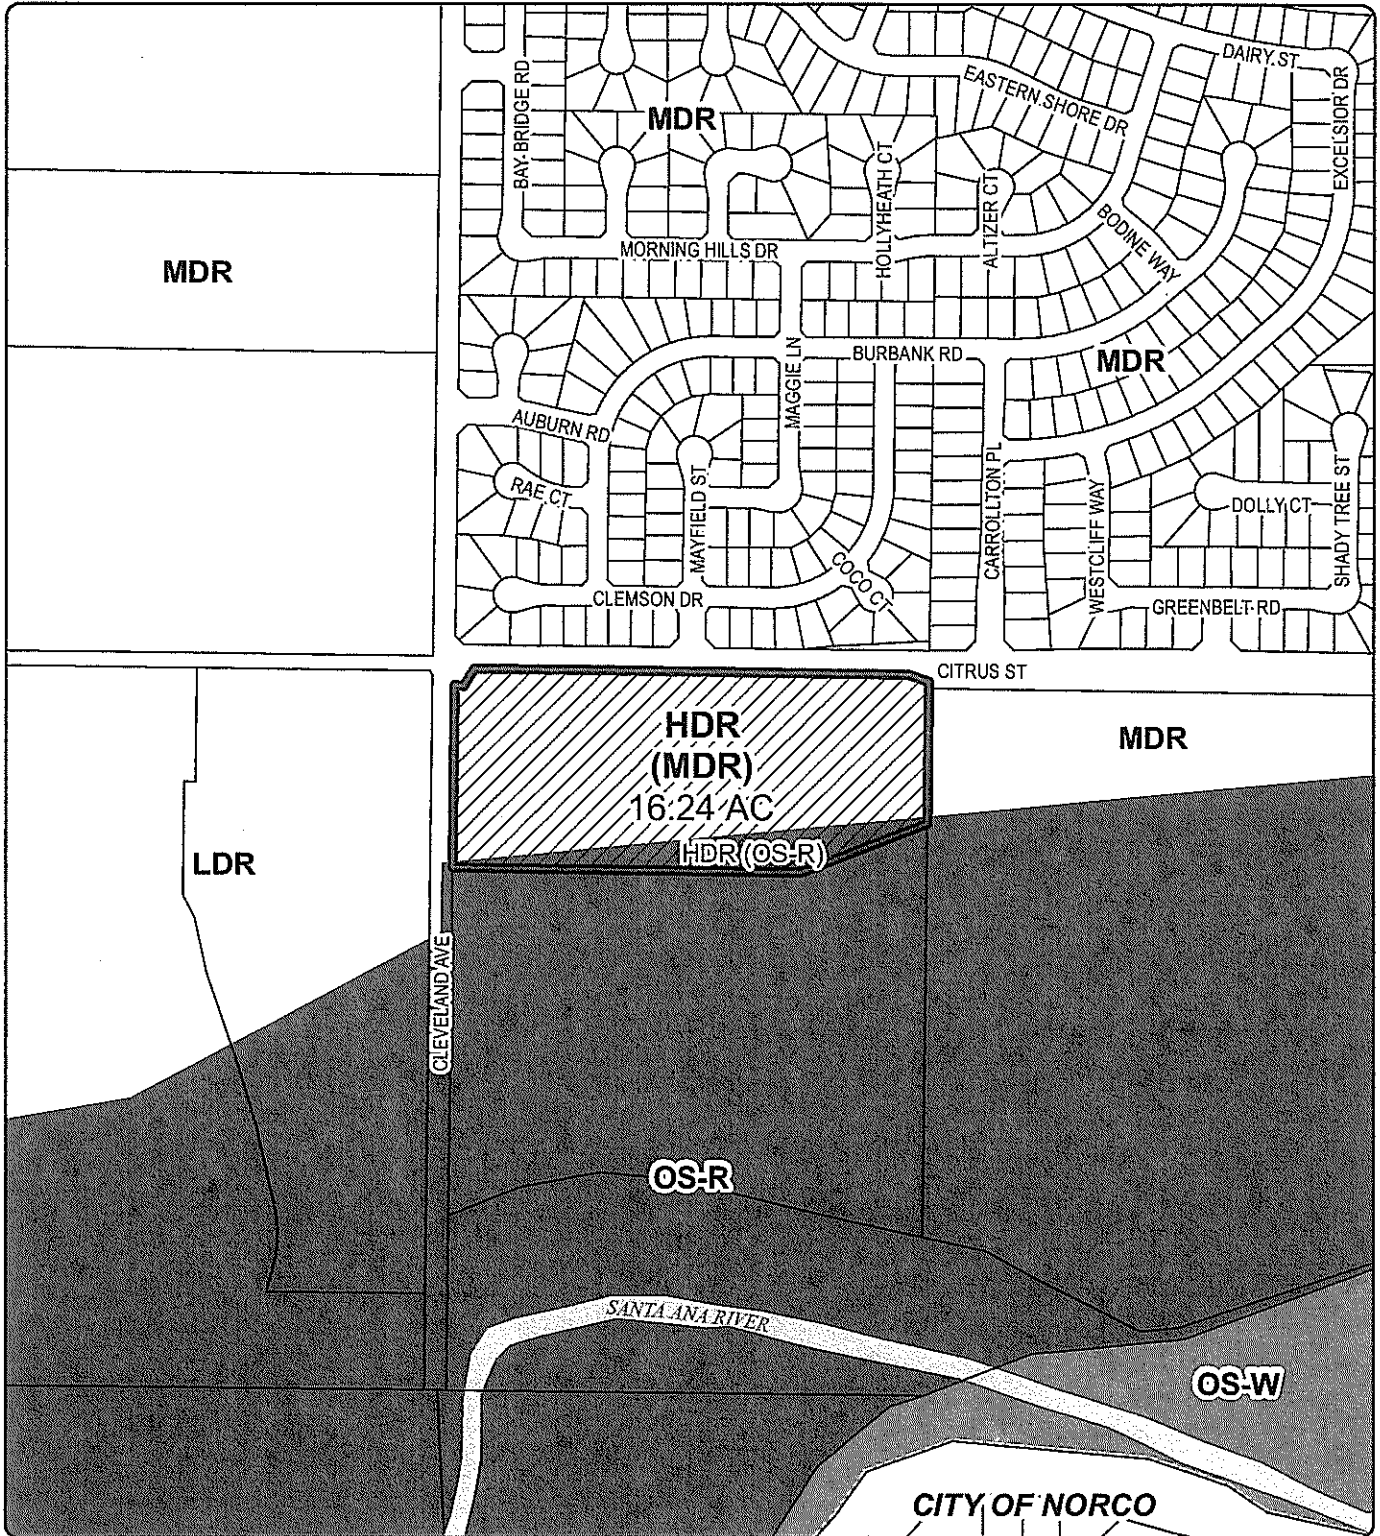 DAIRY ST
EASTERN SHORE DR
BAY BRIDGE RD
EXCELSIOR DR
MDR
HOLLYHEATH CT
ALTIZER CT
BODINE WAY
MORNING HILLS DR
MDR
MAGGIE LN
BURBANK RD
MDR
AUBURN RD
CARROLLTON PL
RAE CT
MAYFIELD ST
WESTCLIFF WAY
DOLLY CT
SHADY TREE ST
COCO CT
CLEMSON DR
GREENBELT RD
CITRUS ST
HDR
(MDR)
16.24 AC
MDR
HDR (OS-R)
LDR
CLEVELAND AVE
OS-R
SANTA ANA RIVER
OS-W
CITY OF NORCO